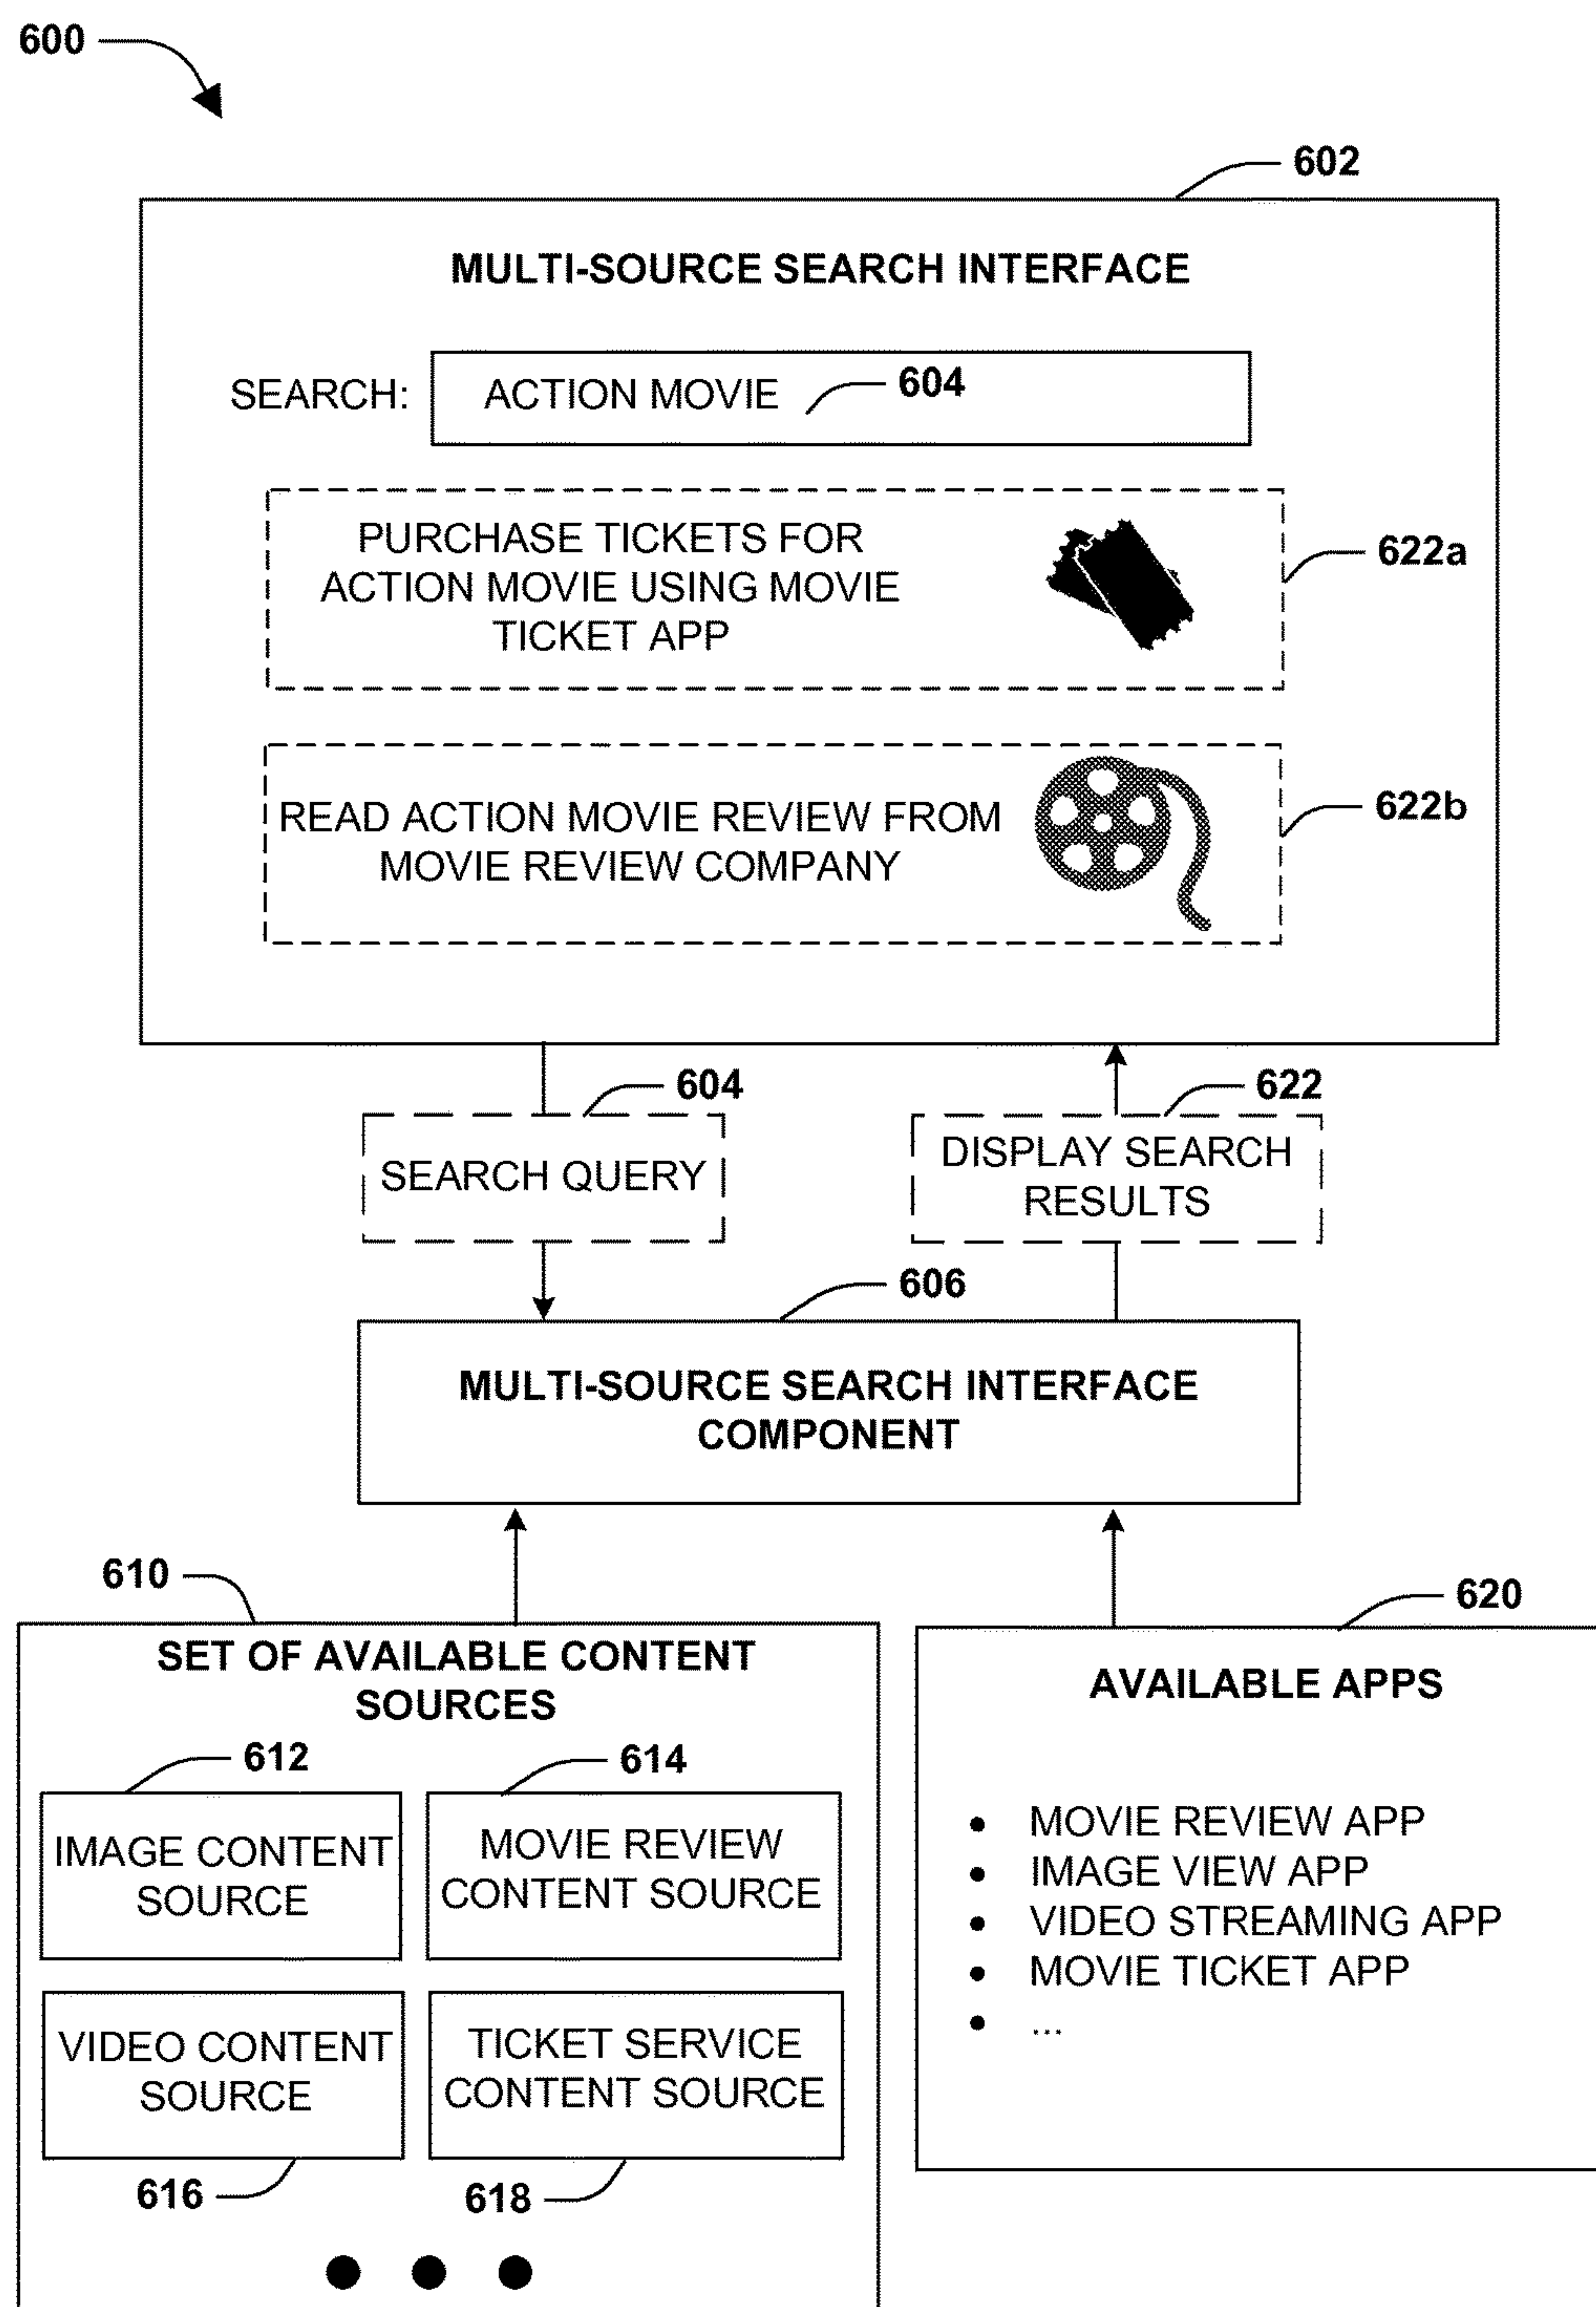 600
602
MULTI-SOURCE SEARCH INTERFACE
SEARCH: ACTION MOVIE 604
PURCHASE TICKETS FOR
ACTION MOVIE USING MOVIE
TICKET APP
622a
READ ACTION MOVIE REVIEW FROM
MOVIE REVIEW COMPANY
622b
604
SEARCH QUERY
622
DISPLAY SEARCH
RESULTS
606
MULTI-SOURCE SEARCH INTERFACE
COMPONENT
610
SET OF AVAILABLE CONTENT
SOURCES
612
IMAGE CONTENT
SOURCE
614
MOVIE REVIEW
CONTENT SOURCE
VIDEO CONTENT
SOURCE
616
TICKET SERVICE
CONTENT SOURCE
618
620
AVAILABLE APPS
• MOVIE REVIEW APP
• IMAGE VIEW APP
• VIDEO STREAMING APP
• MOVIE TICKET APP
• ...